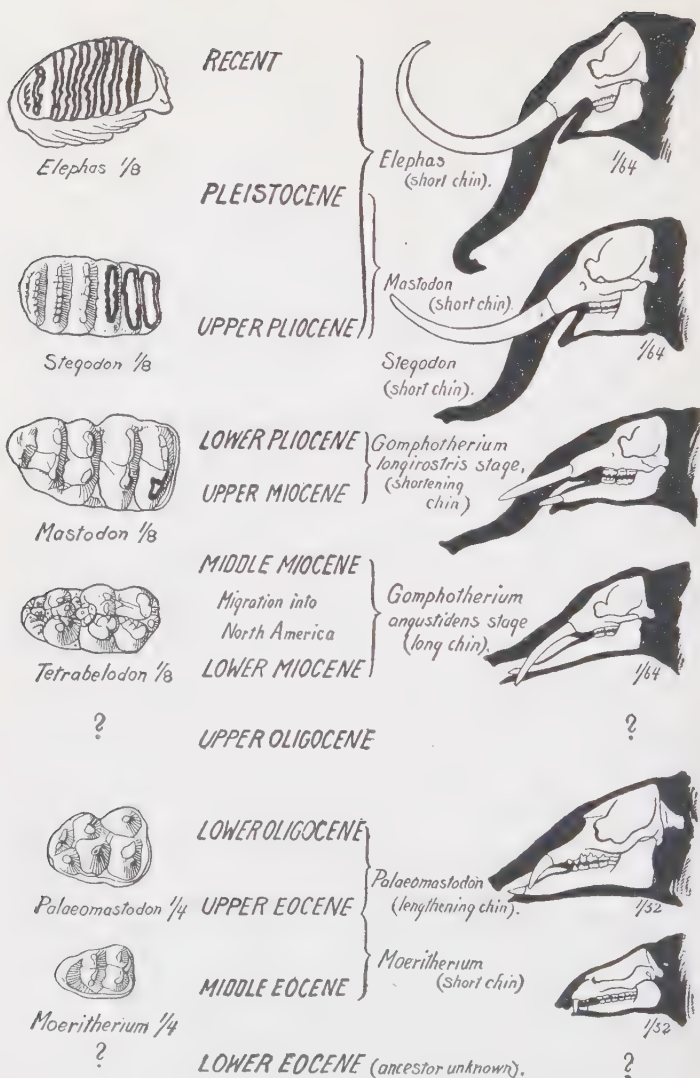 RECENT
Elephas 1/8
Elephas
(short chin).
1/64
PLEISTOCENE
Mastodon
(short chin).
UPPER PLIOCENE
1/64
Stegodon 1/8
Stegodon
(short chin).
LOWER PLIOCENE
Gomphotherium
longirostris stage,
(shortening
chin)
UPPER MIOCENE
Mastodon 1/8
MIDDLE MIOCENE
Migration into
North America
Gomphotherium
angustidens stage
(long chin).
LOWER MIOCENE
Tetrabelodon 1/8
1/64
?
?
UPPER OLIGOCENE
LOWER OLIGOCENE
Palaeomastodon 1/4
UPPER EOCENE
Palaeomastodon
(lengthening chin).
1/32
Moeritherium
(short chin)
MIDDLE EOCENE
Moeritherium 1/4
1/32
?
?
LOWER EOCENE (ancestor unknown).